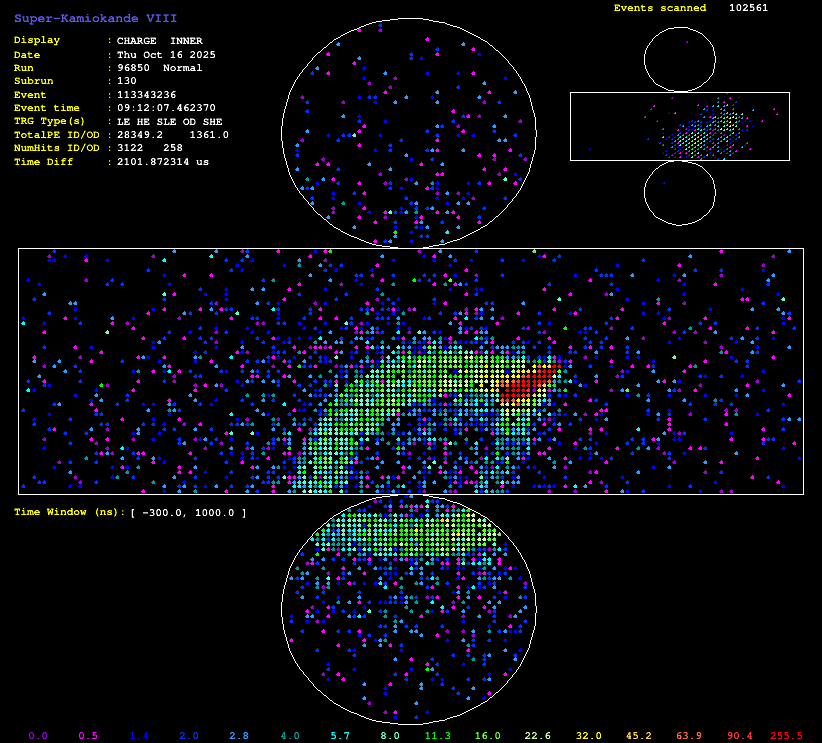 Super-Kamiokande VIII
Events scanned 102561
Display : CHARGE INNER
Date : Thu Oct 16 2025
Run : 96850 Normal
Subrun : 130
Event : 113343236
Event time : 09:12:07.462370
TRG Type(s) : LE HE SLE OD SHE
TotalPE ID/OD : 28349.2 1361.0
NumHits ID/OD : 3122 258
Time Diff : 2101.872314 us
Time Window (ns): [ -300.0, 1000.0 ]
0.0 0.5 1.4 2.0 2.8 4.0 5.7 8.0 11.3 16.0 22.6 32.0 45.2 63.9 90.4 255.5